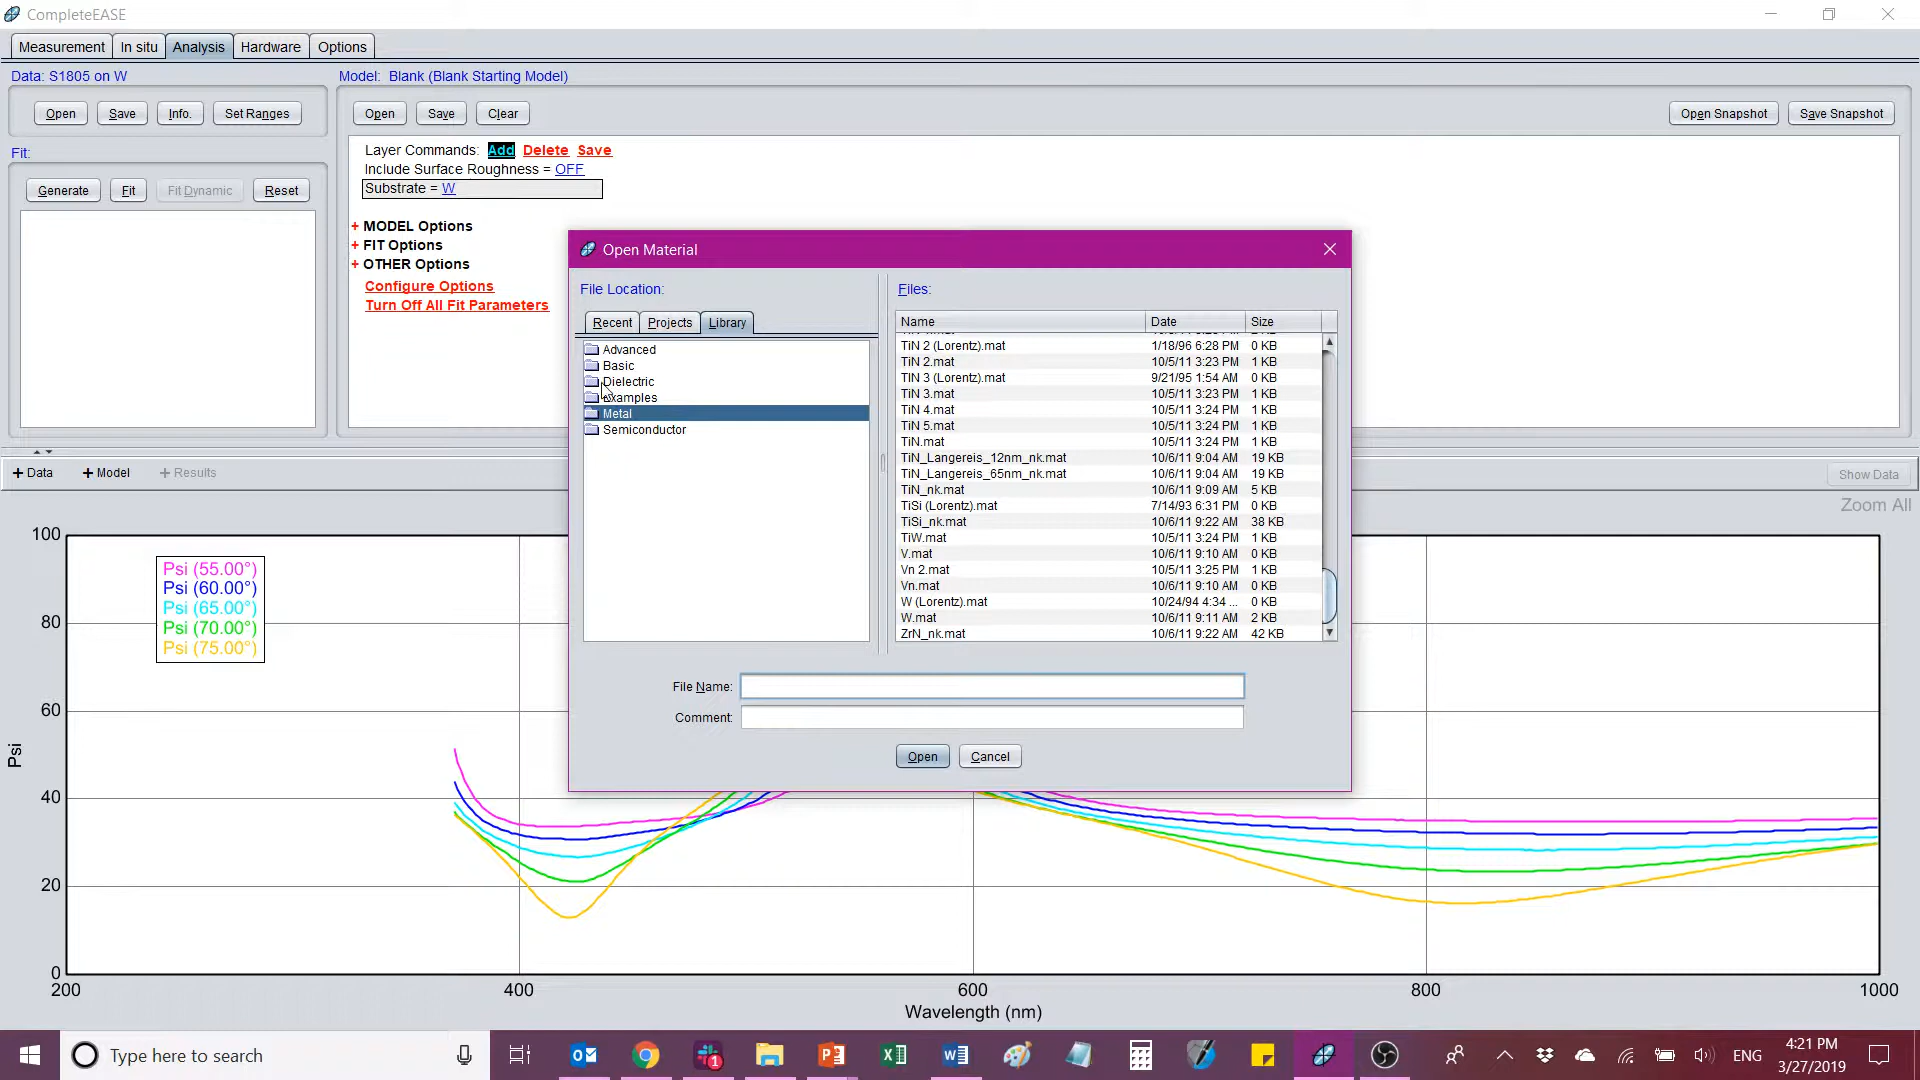 CompleteEASE
Measurement In situ Analysis Hardware Options
Data: S1805 on W
Open Save Info. Set Ranges
Fit:
Generate Fit Fit Dynamic Reset
Model: Blank (Blank Starting Model)
Open Save Clear Open Snapshot Save Snapshot
Layer Commands: Add Delete Save
Include Surface Roughness = OFF
Substrate = W
+ MODEL Options
+ FIT Options
+ OTHER Options
Configure Options
Turn Off All Fit Parameters
Open Material
File Location:
Recent Projects Library
Advanced
Basic
Dielectric
Examples
Metal
Semiconductor
Files:
Name Date Size
TiN 2 (Lorentz).mat 1/18/96 6:28 PM 0 KB
TiN 2.mat 10/5/11 3:23 PM 1 KB
TiN 3 (Lorentz).mat 9/21/95 1:54 AM 0 KB
TiN 3.mat 10/5/11 3:23 PM 1 KB
TiN 4.mat 10/5/11 3:24 PM 1 KB
TiN 5.mat 10/5/11 3:24 PM 1 KB
TiN.mat 10/5/11 3:24 PM 1 KB
TiN_Langereis_12nm_nk.mat 10/6/11 9:04 AM 19 KB
TiN_Langereis_65nm_nk.mat 10/6/11 9:04 AM 19 KB
TiN_nk.mat 10/6/11 9:09 AM 5 KB
TiSi (Lorentz).mat 7/14/93 6:31 PM 0 KB
TiSi_nk.mat 10/6/11 9:22 AM 38 KB
TiW.mat 10/5/11 3:24 PM 1 KB
V.mat 10/6/11 9:10 AM 0 KB
Vn 2.mat 10/5/11 3:25 PM 1 KB
Vn.mat 10/6/11 9:10 AM 0 KB
W (Lorentz).mat 10/24/94 4:34 ... 0 KB
W.mat 10/6/11 9:11 AM 2 KB
ZrN_nk.mat 10/6/11 9:22 AM 42 KB
File Name:
Comment:
Open Cancel
+ Data + Model + Results Show Data
Zoom All
Psi (55.00°)
Psi (60.00°)
Psi (65.00°)
Psi (70.00°)
Psi (75.00°)
100
80
60
40
20
0
Psi
200 400 600 800 1000
Wavelength (nm)
Type here to search
1
ENG
4:21 PM
3/27/2019